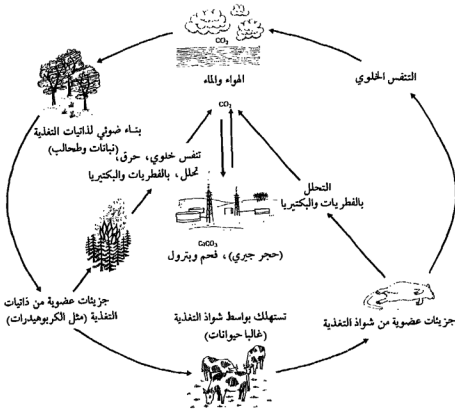 CO₂
الهواء والماء
CO₂
التنفس الخلوي
بناء ضوئي لذاتيات التغذية
(نباتات وطحالب)
تنفس خلوي، حرق،
تحلل، بالفطريات والبكتيريا
التحلل
بالفطريات والبكتيريا
CaCO₃
(حجر جيري)، فحم وبترول
جزيئات عضوية من ذاتيات
التغذية (مثل الكربوهيدرات)
تستهلك بواسط شواذ التغذية
(غالبا حيوانات)
جزيئات عضوية من شواذ التغذية